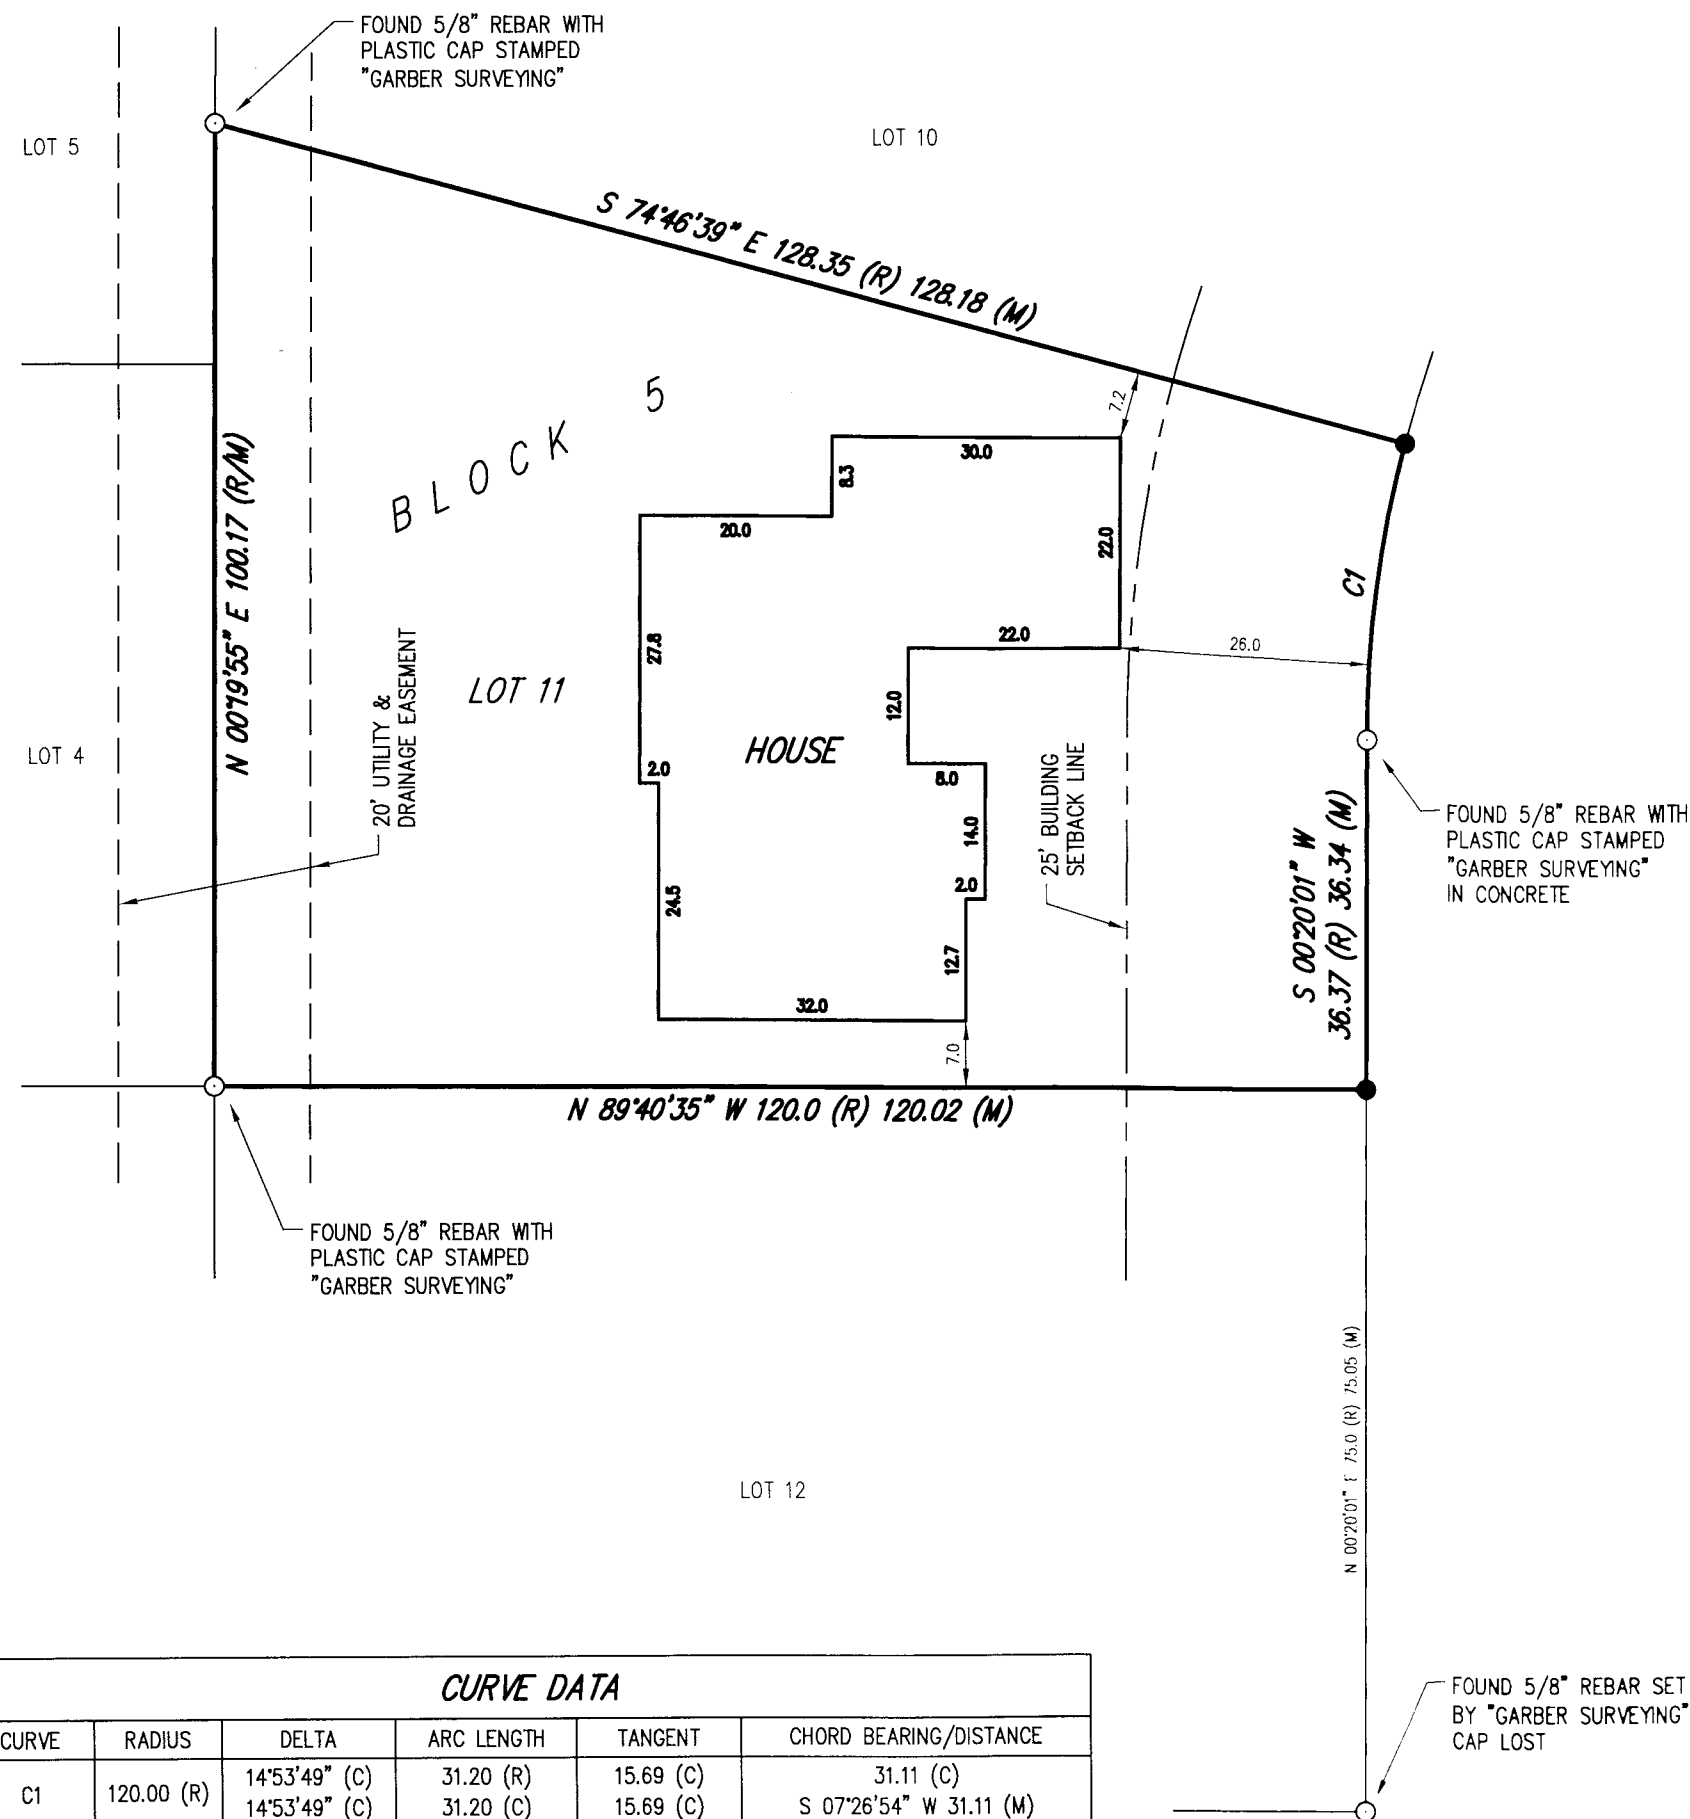 FOUND 5/8" REBAR WITH
PLASTIC CAP STAMPED
"GARBER SURVEYING"
LOT 5
LOT 10
S 74°46'39" E 128.35 (R) 128.18 (M)
7.2
BLOCK 5
30.0
8.3
20.0
22.0
C1
N 00°19'55" E 100.17 (R/M)
27.8
22.0
26.0
20' UTILITY &
DRAINAGE EASEMENT
LOT 11
12.0
LOT 4
HOUSE
2.0
8.0
25' BUILDING
SETBACK LINE
14.0
S 00°20'01" W
36.37 (R) 36.34 (M)
FOUND 5/8" REBAR WITH
PLASTIC CAP STAMPED
"GARBER SURVEYING"
IN CONCRETE
24.5
2.0
12.7
32.0
7.0
N 89°40'35" W 120.0 (R) 120.02 (M)
FOUND 5/8" REBAR WITH
PLASTIC CAP STAMPED
"GARBER SURVEYING"
N 00°20'01" E 75.0 (R) 75.05 (M)
LOT 12
FOUND 5/8" REBAR SET
BY "GARBER SURVEYING"
CAP LOST
CURVE DATA
CURVE RADIUS DELTA ARC LENGTH TANGENT CHORD BEARING/DISTANCE
C1 120.00 (R) 14°53'49" (C) 31.20 (R) 15.69 (C) 31.11 (C)
14°53'49" (C) 31.20 (C) 15.69 (C) S 07°26'54" W 31.11 (M)